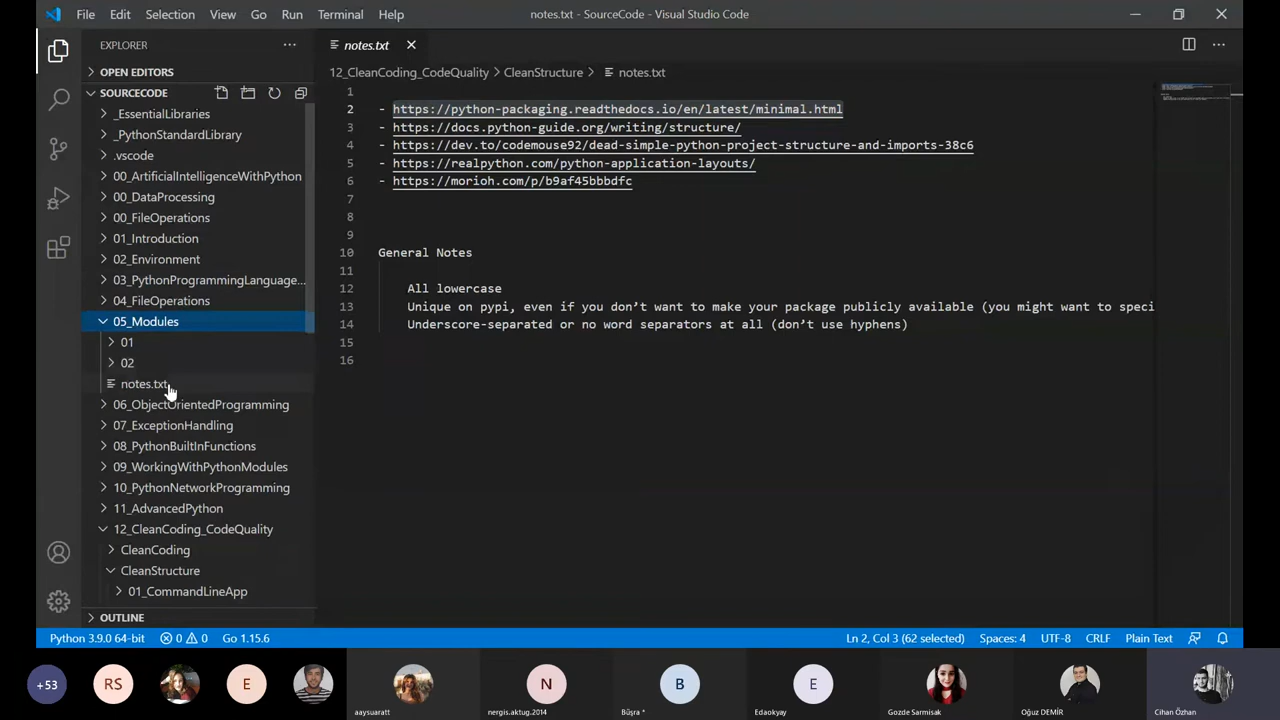 File Edit Selection View Go Run Terminal Help
notes.txt - SourceCode - Visual Studio Code
EXPLORER
OPEN EDITORS
SOURCECODE
_EssentialLibraries
_PythonStandardLibrary
.vscode
00_ArtificialIntelligenceWithPython
00_DataProcessing
00_FileOperations
01_Introduction
02_Environment
03_PythonProgrammingLanguage...
04_FileOperations
05_Modules
01
02
notes.txt
06_ObjectOrientedProgramming
07_ExceptionHandling
08_PythonBuiltInFunctions
09_WorkingWithPythonModules
10_PythonNetworkProgramming
11_AdvancedPython
12_CleanCoding_CodeQuality
CleanCoding
CleanStructure
01_CommandLineApp
OUTLINE
notes.txt
12_CleanCoding_CodeQuality > CleanStructure > notes.txt
1
2 - https://python-packaging.readthedocs.io/en/latest/minimal.html
3 - https://docs.python-guide.org/writing/structure/
4 - https://dev.to/codemouse92/dead-simple-python-project-structure-and-imports-38c6
5 - https://realpython.com/python-application-layouts/
6 - https://morioh.com/p/b9af45bbbdfc
7
8
9
10 General Notes
11
12 All lowercase
13 Unique on pypi, even if you don’t want to make your package publicly available (you might want to speci
14 Underscore-separated or no word separators at all (don’t use hyphens)
15
16
Python 3.9.0 64-bit 0 0 Go 1.15.6 Ln 2, Col 3 (62 selected) Spaces: 4 UTF-8 CRLF Plain Text
+53 RS E N B E
aaysuaratt nergis.aktug.2014 Büşra * Edaokyay Gozde Sarmisak Oğuz DEMİR Cihan Özhan